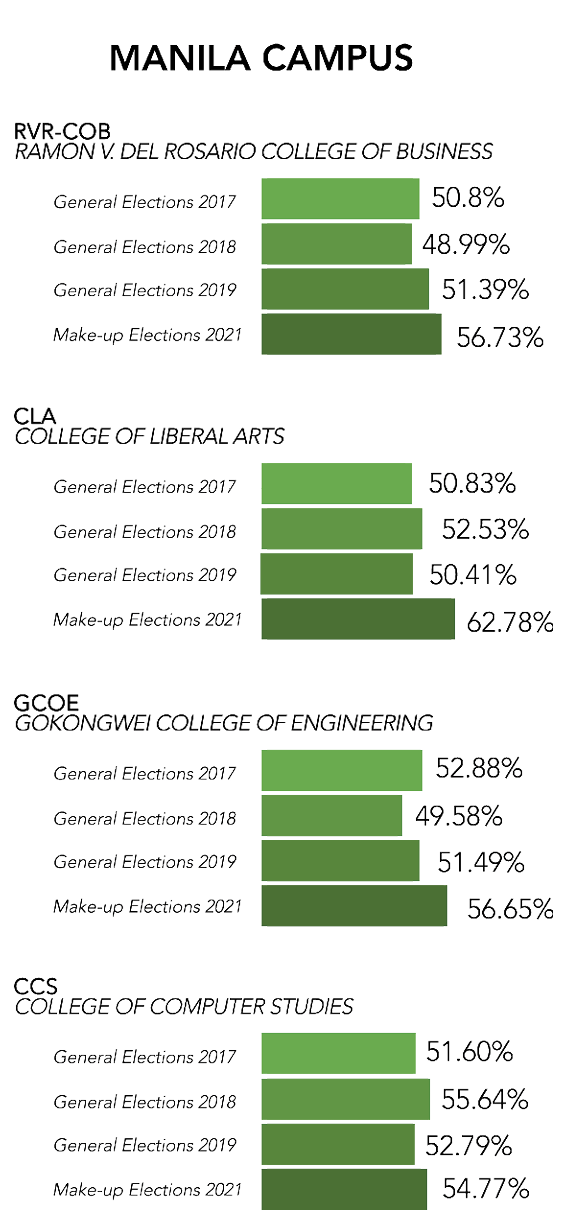 MANILA CAMPUS
RVR-COB
RAMON V. DEL ROSARIO COLLEGE OF BUSINESS
General Elections 2017 50.8%
General Elections 2018 48.99%
General Elections 2019 51.39%
Make-up Elections 2021 56.73%
CLA
COLLEGE OF LIBERAL ARTS
General Elections 2017 50.83%
General Elections 2018 52.53%
General Elections 2019 50.41%
Make-up Elections 2021 62.78%
GCOE
GOKONGWEI COLLEGE OF ENGINEERING
General Elections 2017 52.88%
General Elections 2018 49.58%
General Elections 2019 51.49%
Make-up Elections 2021 56.65%
CCS
COLLEGE OF COMPUTER STUDIES
General Elections 2017 51.60%
General Elections 2018 55.64%
General Elections 2019 52.79%
Make-up Elections 2021 54.77%